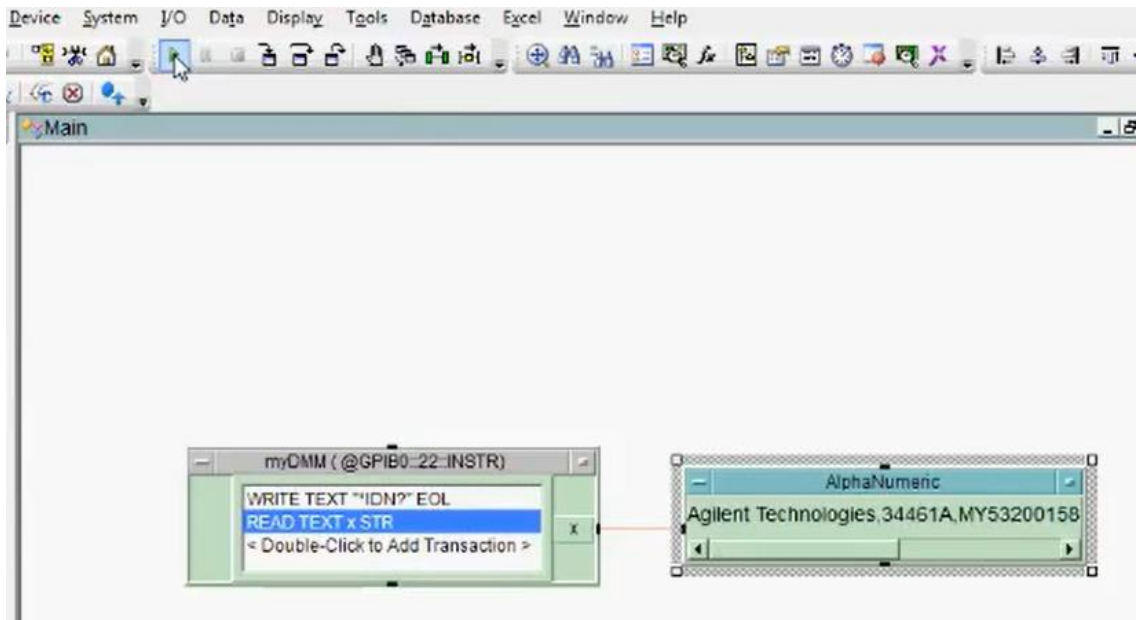 Device System I/O Data Display Tools Database Excel Window Help
Main
myDMM ( @GPIB0::22::INSTR)
WRITE TEXT "*IDN?" EOL
READ TEXT x STR
< Double-Click to Add Transaction >
X
AlphaNumeric
Agilent Technologies,34461A,MY53200158